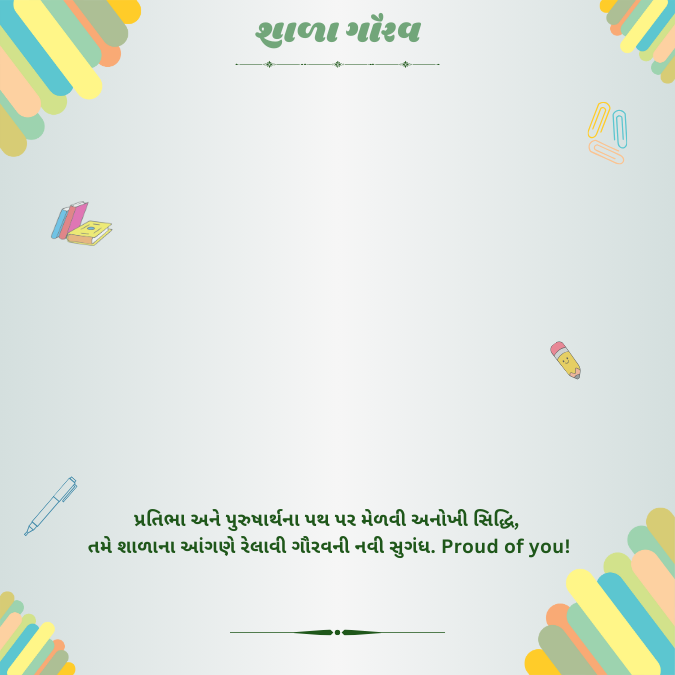 શાળા ગૌરવ
પ્રતિભા અને પુરુષાર્થના પથ પર મેળવી અનોખી સિદ્ધિ,
તમે શાળાના આંગણે રેલાવી ગૌરવની નવી સુગંધ. Proud of you!